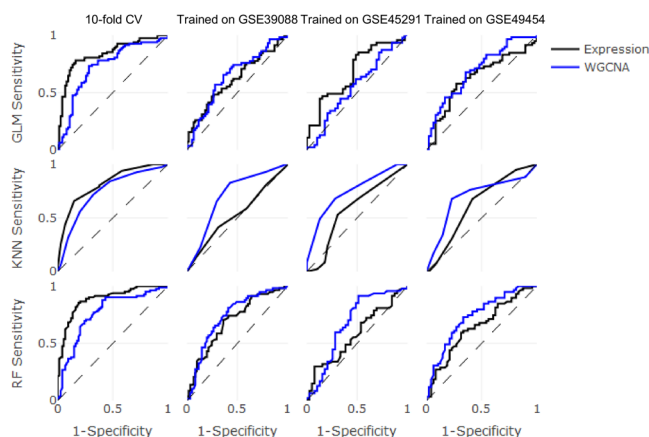 10-fold CV Trained on GSE39088 Trained on GSE45291 Trained on GSE49454
Expression
WGCNA
GLM Sensitivity
1
0.5
0
KNN Sensitivity
1
0.5
0
RF Sensitivity
1
0.5
0
0 0.5 1 0 0.5 1 0 0.5 1 0 0.5 1
1-Specificity 1-Specificity 1-Specificity 1-Specificity